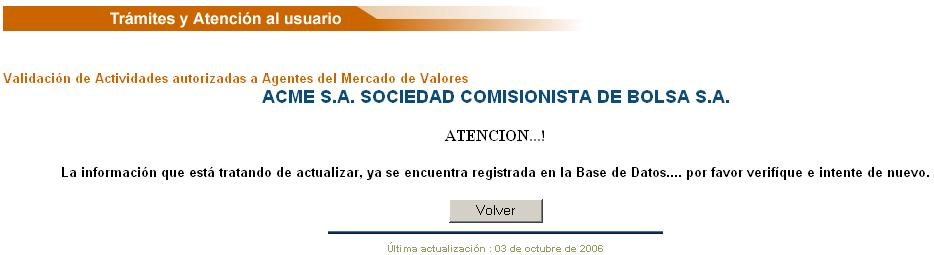 Trámites y Atención al usuario
Validación de Actividades autorizadas a Agentes del Mercado de Valores
ACME S.A. SOCIEDAD COMISIONISTA DE BOLSA S.A.
ATENCION...!
La información que está tratando de actualizar, ya se encuentra registrada en la Base de Datos.... por favor verifíque e intente de nuevo.
Volver
Última actualización : 03 de octubre de 2006